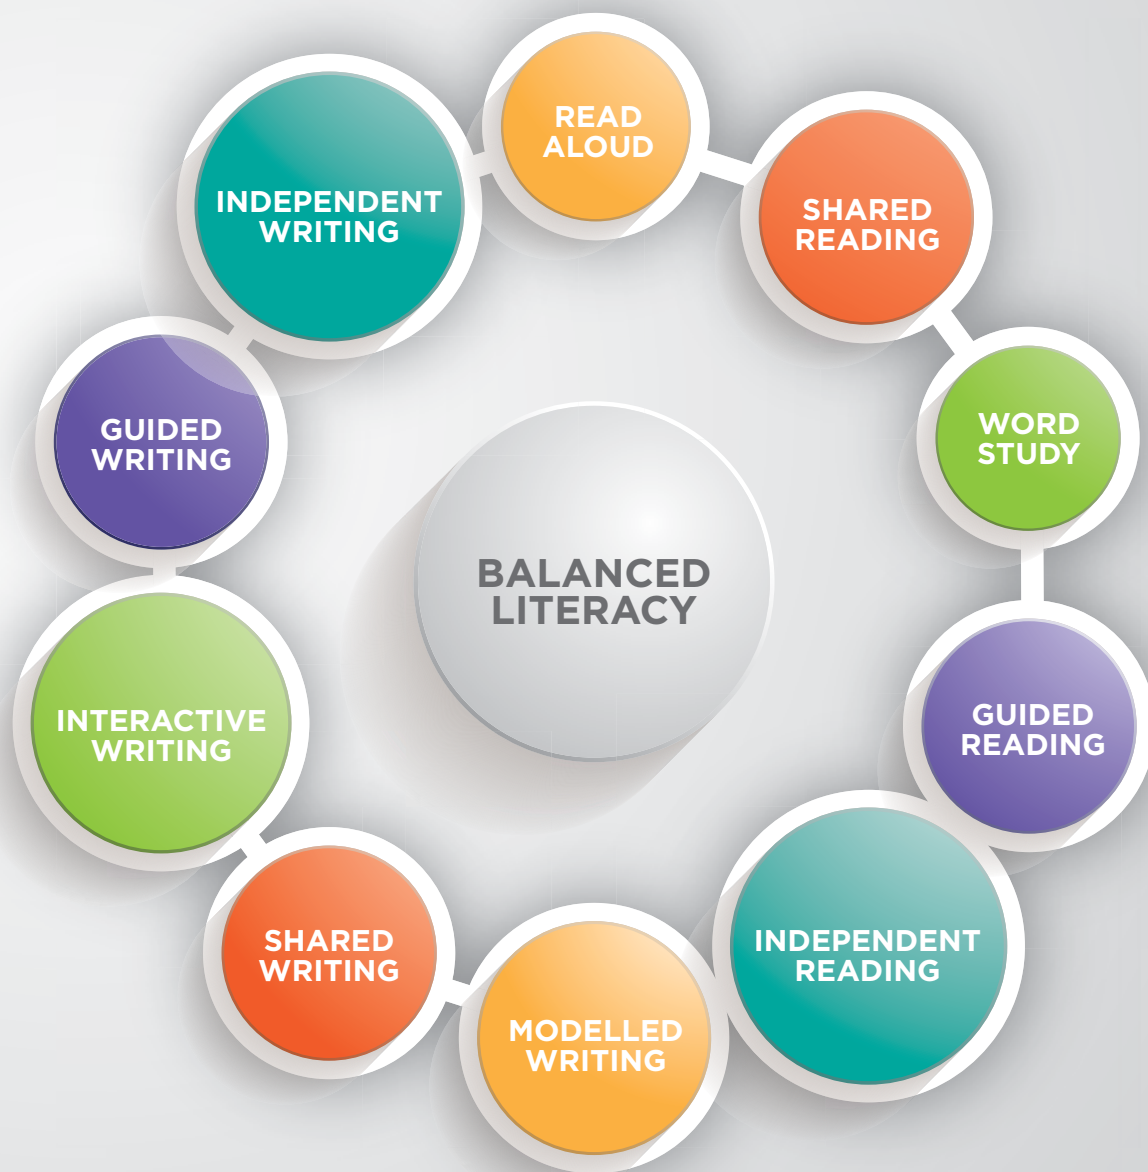 READ
ALOUD
SHARED
READING
WORD
STUDY
GUIDED
READING
INDEPENDENT
READING
MODELLED
WRITING
SHARED
WRITING
INTERACTIVE
WRITING
GUIDED
WRITING
INDEPENDENT
WRITING
BALANCED
LITERACY